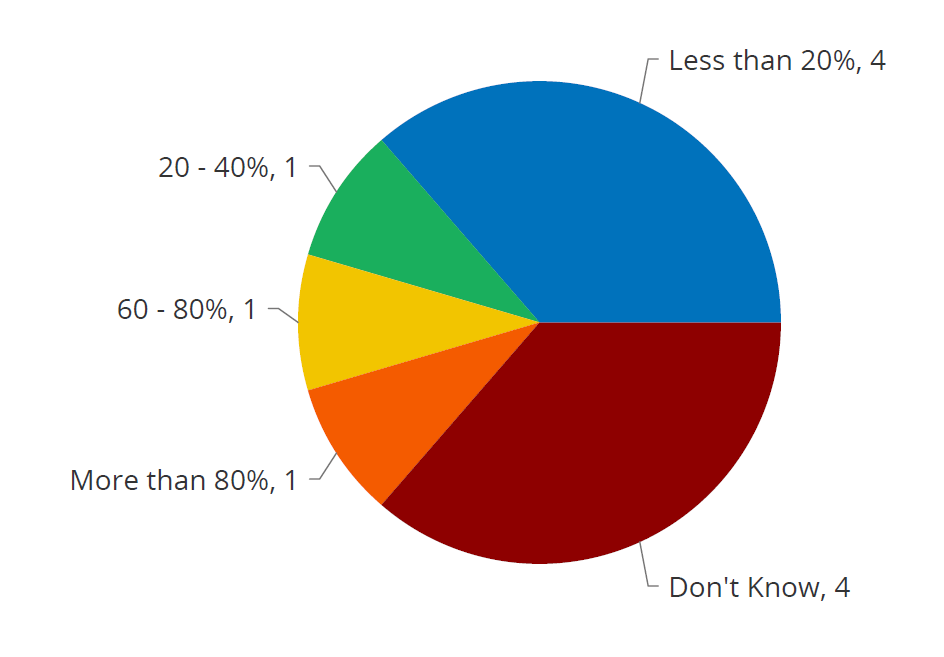 Less than 20%, 4
20 - 40%, 1
60 - 80%, 1
More than 80%, 1
Don't Know, 4